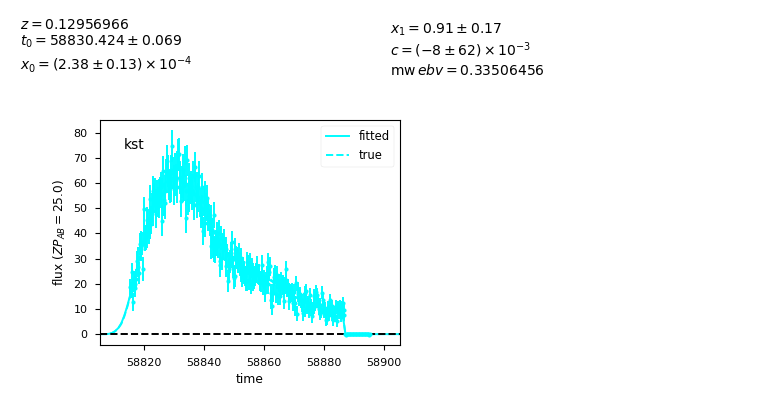 z = 0.12956966
t₀ = 58830.424 ± 0.069
x₀ = (2.38 ± 0.13) × 10⁻⁴
x₁ = 0.91 ± 0.17
c = (−8 ± 62) × 10⁻³
mw ebv = 0.33506456
kst
fitted
true
flux (ZP_AB = 25.0)
80
70
60
50
40
30
20
10
0
58820 58840 58860 58880 58900
time